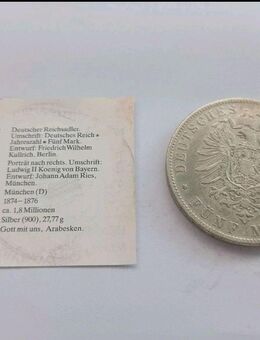 Deutscher Reichsadler.
Umschrift: Deutsches Reich ★
Jahreszahl ★ Fünf Mark.
Entwurf: Friedrich Wilhelm
Kullrich, Berlin.
Porträt nach rechts. Umschrift:
Ludwig II Koenig von Bayern.
Entwurf: Johann Adam Ries,
München.
München (D)
1874 – 1876
ca. 1,8 Millionen
Silber (900), 27,77 g
Gott mit uns, Arabesken.
DEUTSCHE
FÜNF M